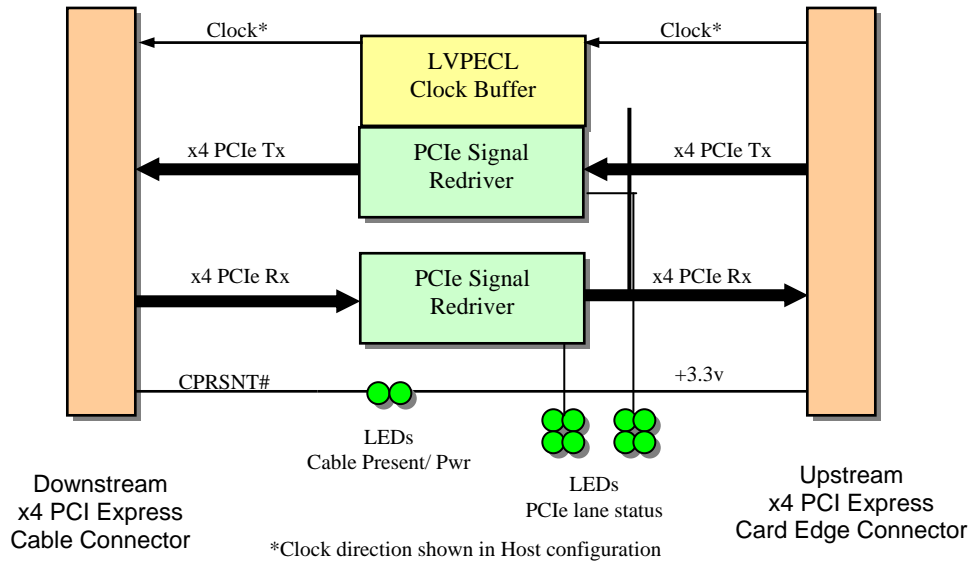 Clock*
Clock*
LVPECL
Clock Buffer
x4 PCIe Tx
PCIe Signal
Redriver
x4 PCIe Tx
x4 PCIe Rx
PCIe Signal
Redriver
x4 PCIe Rx
CPRSNT#
+3.3v
LEDs
Cable Present/ Pwr
LEDs
PCIe lane status
Downstream
x4 PCI Express
Cable Connector
Upstream
x4 PCI Express
Card Edge Connector
*Clock direction shown in Host configuration